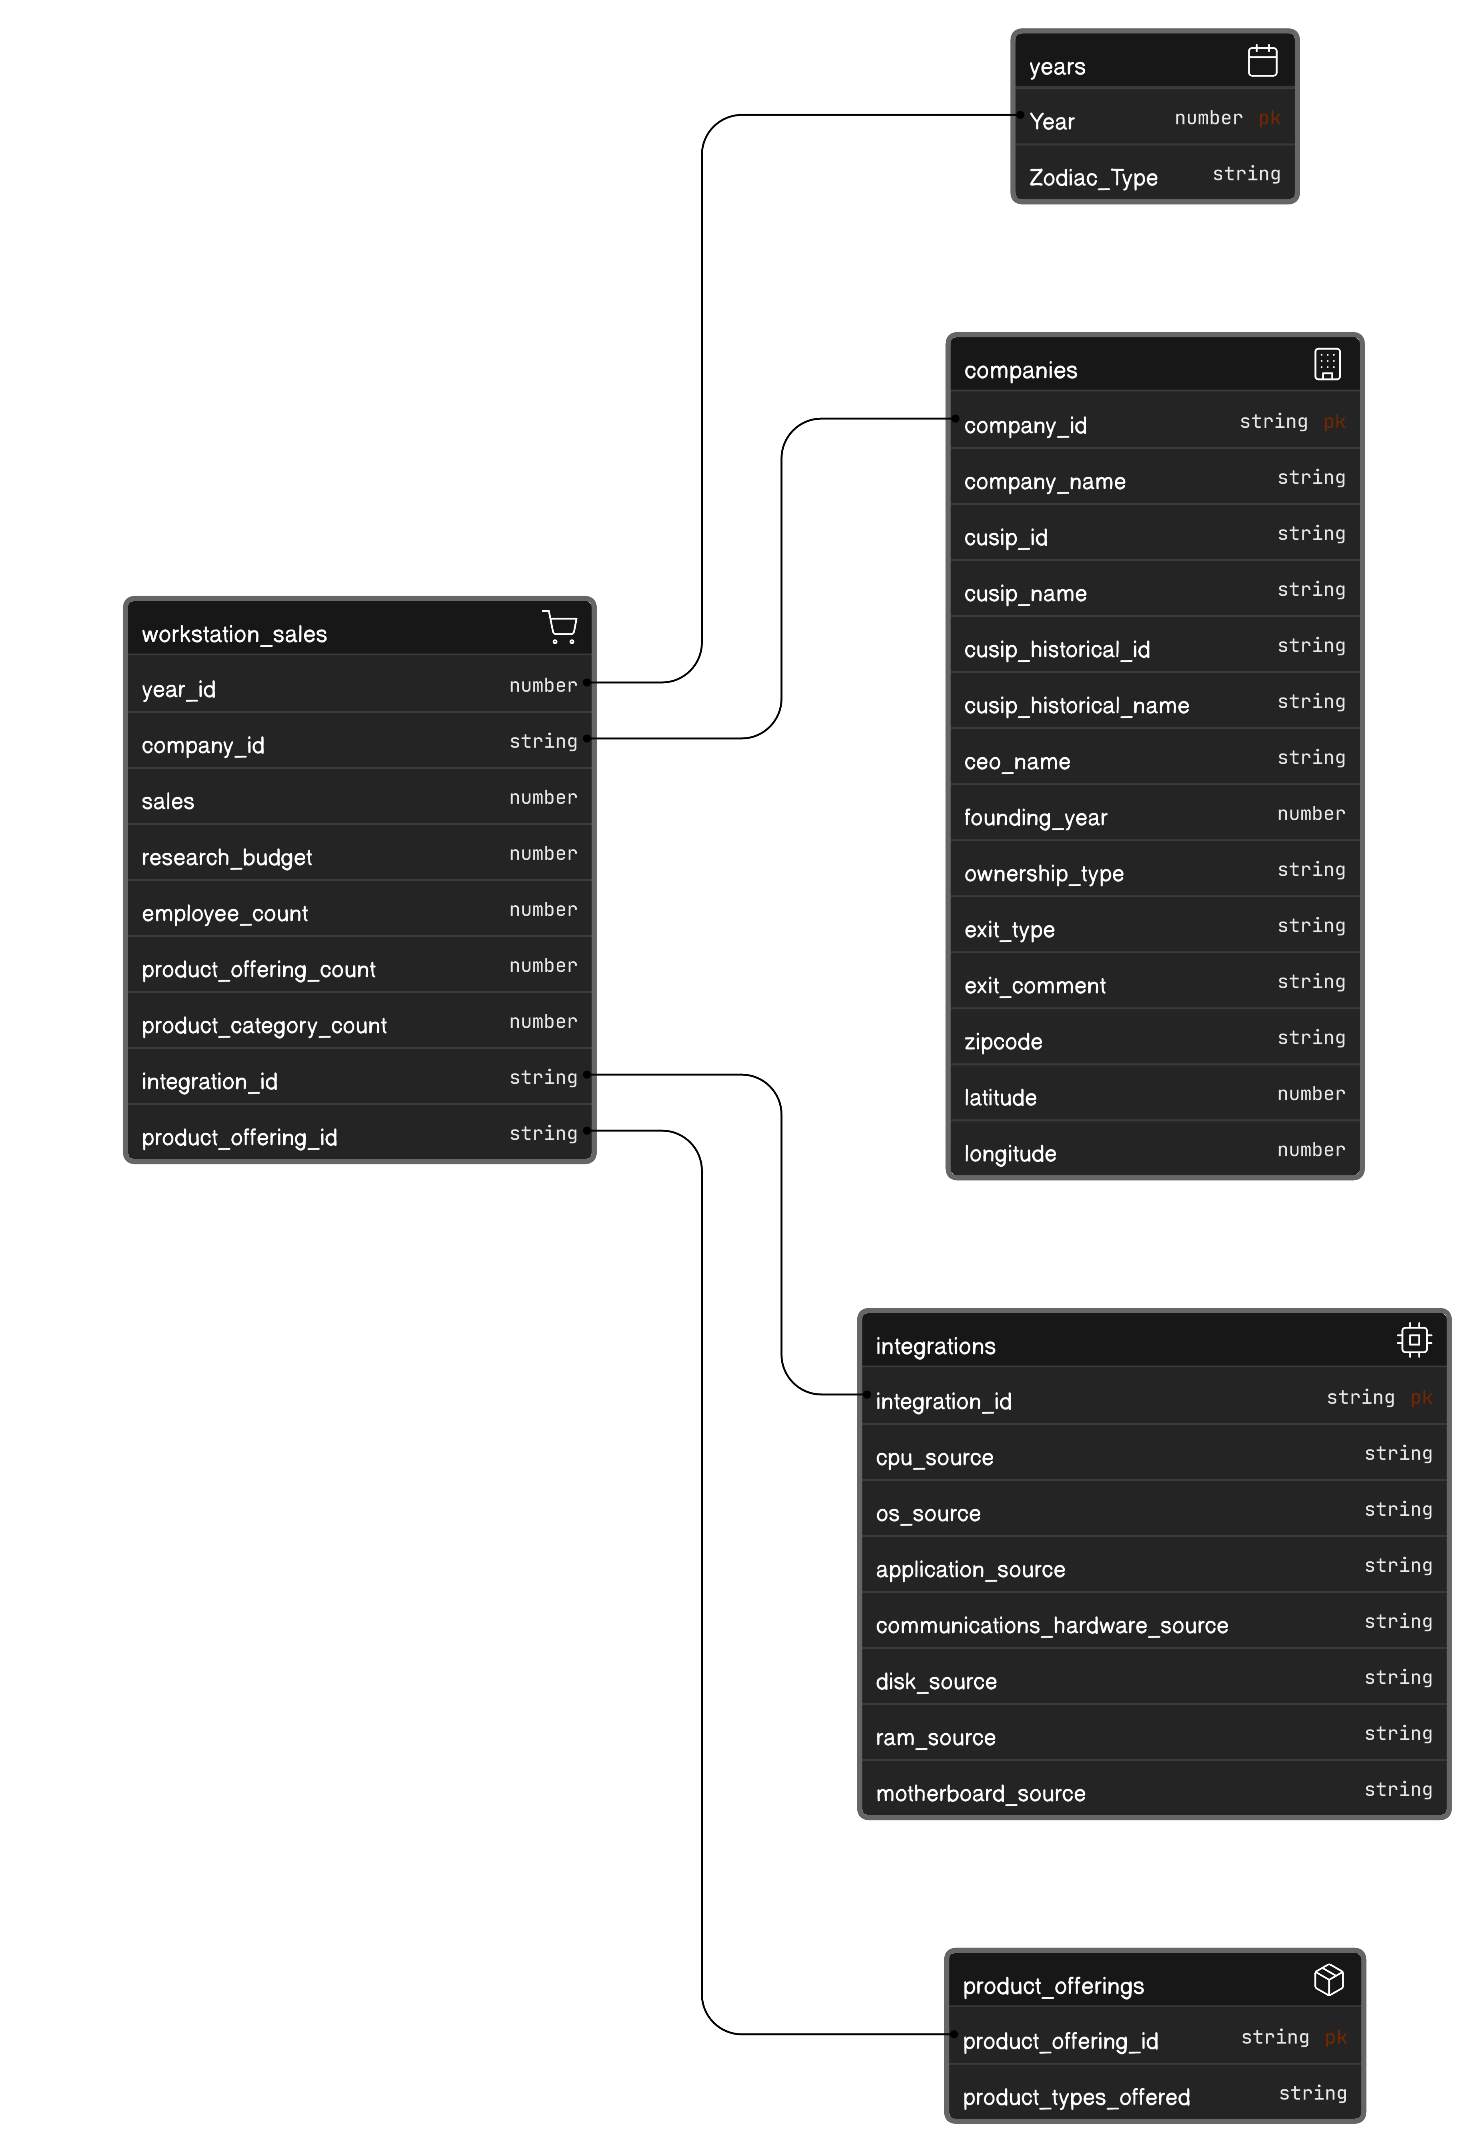 years
Year number pk
Zodiac_Type string
companies
company_id string pk
company_name string
cusip_id string
cusip_name string
cusip_historical_id string
cusip_historical_name string
ceo_name string
founding_year number
ownership_type string
exit_type string
exit_comment string
zipcode string
latitude number
longitude number
workstation_sales
year_id number
company_id string
sales number
research_budget number
employee_count number
product_offering_count number
product_category_count number
integration_id string
product_offering_id string
integrations
integration_id string pk
cpu_source string
os_source string
application_source string
communications_hardware_source string
disk_source string
ram_source string
motherboard_source string
product_offerings
product_offering_id string pk
product_types_offered string